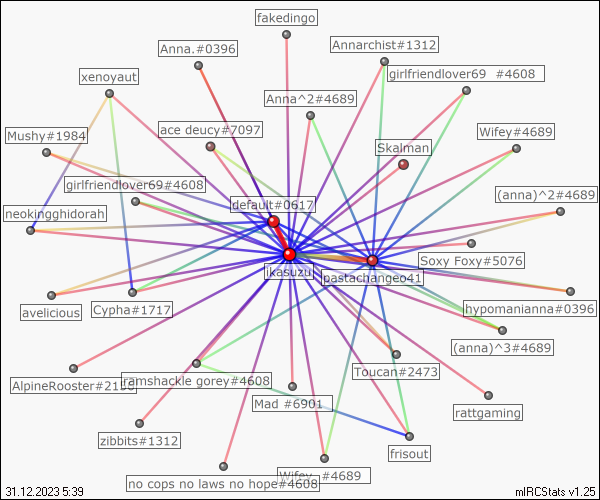 fakedingo
Anna.#0396
Annarchist#1312
xenoyaut
girlfriendlover69 #4608
Anna^2#4689
Mushy#1984
ace deucy#7097
Wifey#4689
Skalman
girlfriendlover69#4608
(anna)^2#4689
default#0617
neokingghidorah
Soxy Foxy#5076
ikasuzu
pastachangeo41
avelicious
Cypha#1717
hypomanianna#0396
(anna)^3#4689
Toucan#2473
AlpineRooster#2
ramshackle gorey#4608
Mad #6901
rattgaming
zibbits#1312
frisout
no cops no laws no hope#4608
Wifey #4689
31.12.2023 5:39
mIRCStats v1.25